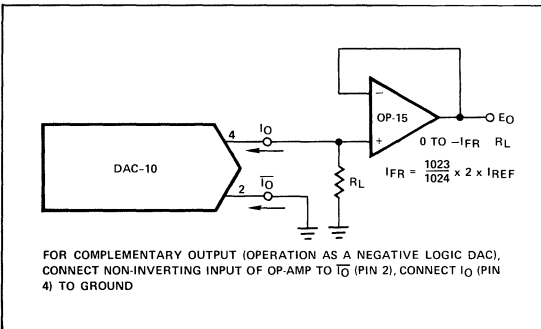 OP-15
−
+
EO
0 TO −IFR RL
IFR = 1023/1024 x 2 x IREF
DAC-10
4
IO
RL
2
IO
FOR COMPLEMENTARY OUTPUT (OPERATION AS A NEGATIVE LOGIC DAC),
CONNECT NON-INVERTING INPUT OF OP-AMP TO I̅O̅ (PIN 2), CONNECT IO (PIN
4) TO GROUND